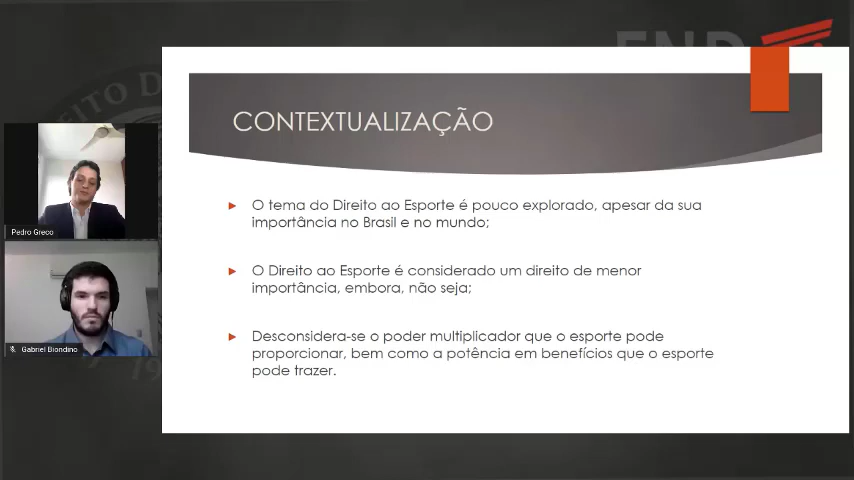 FND
EITO D
CONTEXTUALIZAÇÃO
O tema do Direito ao Esporte é pouco explorado, apesar da sua
importância no Brasil e no mundo;
O Direito ao Esporte é considerado um direito de menor
importância, embora, não seja;
Desconsidera-se o poder multiplicador que o esporte pode
proporcionar, bem como a potência em benefícios que o esporte
pode trazer.
Pedro Greco
Gabriel Biondino